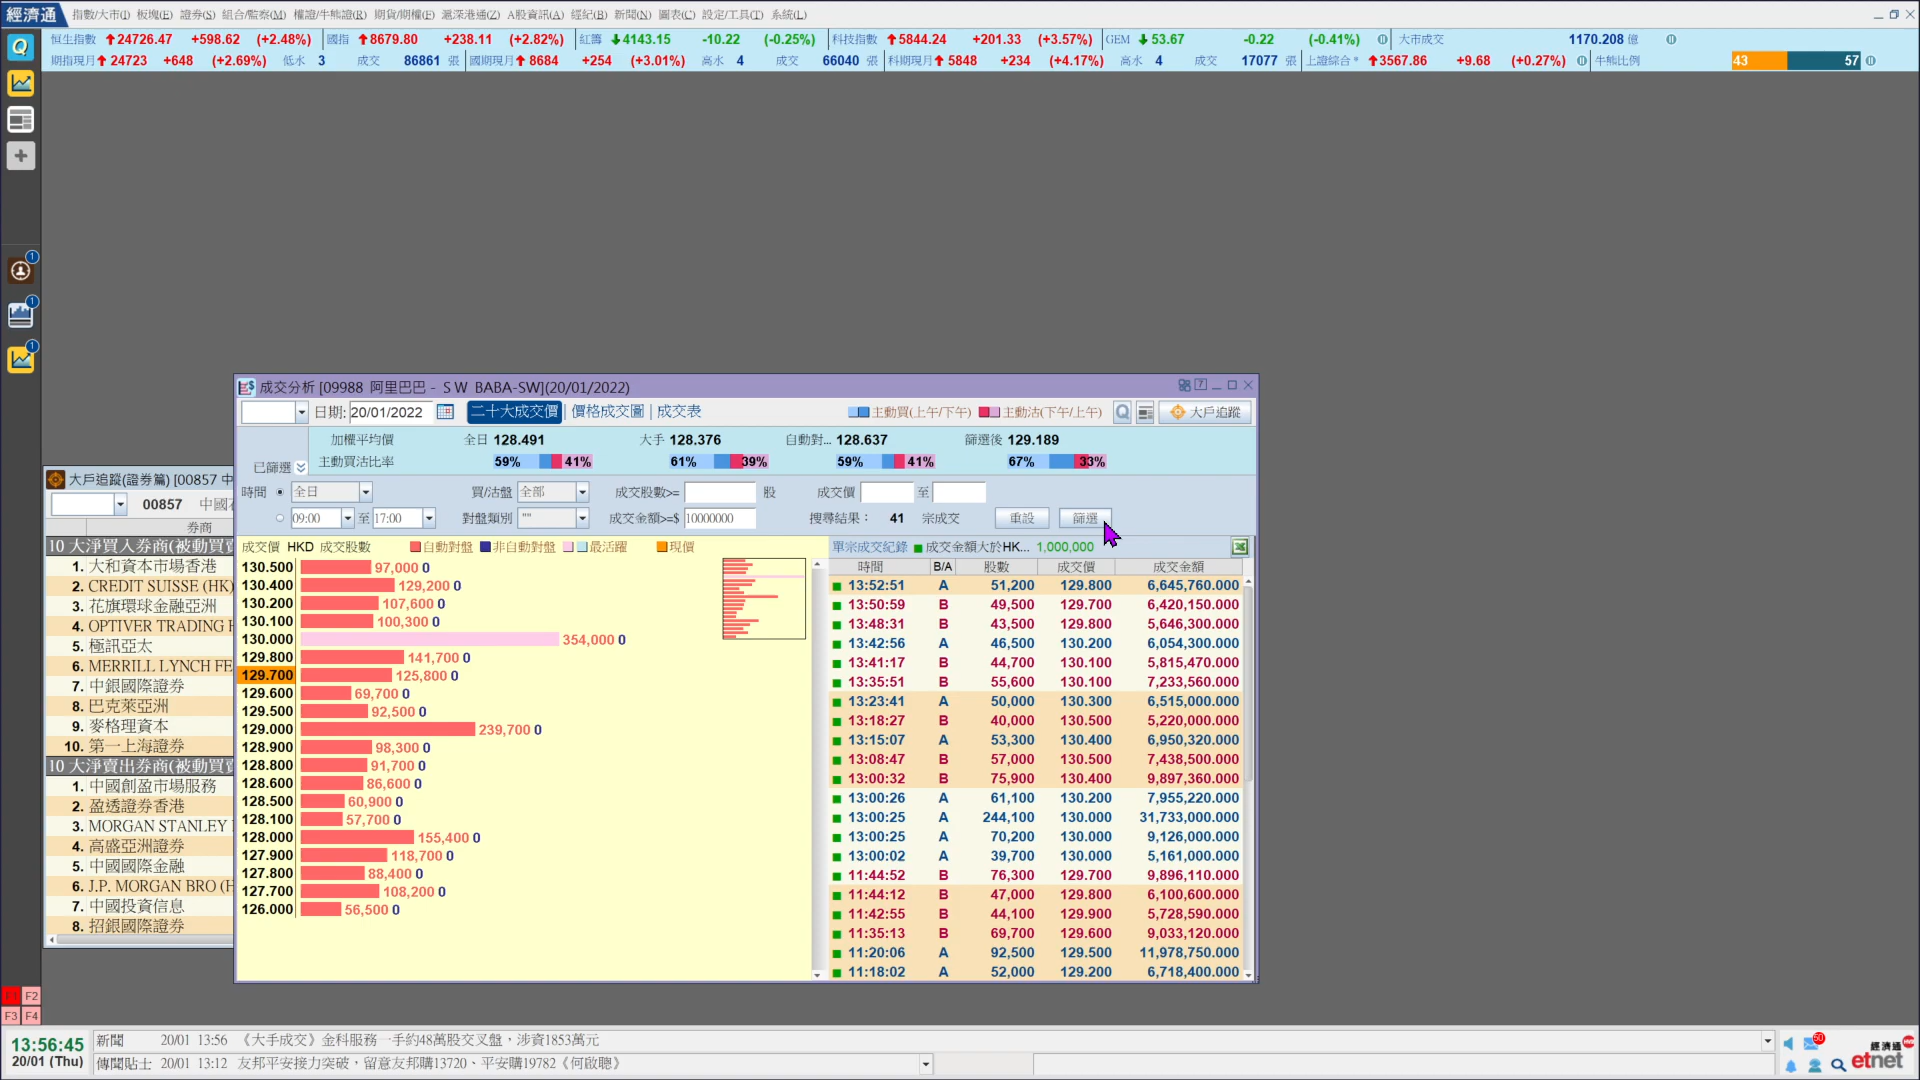 經濟通 指數/大市(I) 板塊(E) 證券(S) 組合/監察(M) 權證/牛熊證(R) 期貨/期權(F) 滬深港通(Z) A股資訊(A) 經紀(B) 新聞(N) 圖表(C) 設定/工具(T) 系統(L)
恒生指數 24726.47 +598.62 (+2.48%) 國指 8679.80 +238.11 (+2.82%) 紅籌 4143.15 -10.22 (-0.25%) 科技指數 5844.24 +201.33 (+3.57%) GEM 53.67 -0.22 (-0.41%) 大市成交 1170.208 億
期指現月 24723 +648 (+2.69%) 低水 3 成交 86861 張 國期現月 8684 +254 (+3.01%) 高水 4 成交 66040 張 科期現月 5848 +234 (+4.17%) 高水 4 成交 17077 張 上證綜合 3567.86 +9.68 (+0.27%) 牛熊比例 43 57
成交分析 [09988 阿里巴巴 - S W BABA-SW](20/01/2022)
日期: 20/01/2022 二十大成交價 | 價格成交圖 | 成交表 主動買(上午/下午) 主動沽(下午/上午) 大戶追蹤
加權平均價 全日 128.491 大手 128.376 自動對... 128.637 篩選後 129.189
已篩選 主動買沽比率 59% 41% 61% 39% 59% 41% 67% 33%
時間 全日 買/沽盤 全部 成交股數>= 股 成交價 至
09:00 至 17:00 對盤類別 "" 成交金額>=$ 10000000 搜尋結果: 41 宗成交 重設 篩選
大戶追蹤(證券篇) [00857 中
00857 中國
券商
10 大淨買入券商(被動買賣
1. 大和資本市場香港
2. CREDIT SUISSE (HK)
3. 花旗環球金融亞洲
4. OPTIVER TRADING
5. 極訊亞太
6. MERRILL LYNCH FE
7. 中銀國際證券
8. 巴克萊亞洲
9. 麥格理資本
10. 第一上海證券
10 大淨賣出券商(被動買賣
1. 中國創盈市場服務
2. 盈透證券香港
3. MORGAN STANLEY
4. 高盛亞洲證券
5. 中國國際金融
6. J.P. MORGAN BRO (H
7. 中國投資信息
8. 招銀國際證券
成交價 HKD 成交股數 自動對盤 非自動對盤 最活躍 現價
130.500 97,000 0
130.400 129,200 0
130.200 107,600 0
130.100 100,300 0
130.000 354,000 0
129.800 141,700 0
129.700 125,800 0
129.600 69,700 0
129.500 92,500 0
129.000 239,700 0
128.900 98,300 0
128.800 91,700 0
128.600 86,600 0
128.500 60,900 0
128.100 57,700 0
128.000 155,400 0
127.900 118,700 0
127.800 88,400 0
127.700 108,200 0
126.000 56,500 0
單宗成交紀錄 成交金額大於HK... 1,000,000
時間 B/A 股數 成交價 成交金額
13:52:51 A 51,200 129.800 6,645,760.000
13:50:59 B 49,500 129.700 6,420,150.000
13:48:31 B 43,500 129.800 5,646,300.000
13:42:56 A 46,500 130.200 6,054,300.000
13:41:17 B 44,700 130.100 5,815,470.000
13:35:51 B 55,600 130.100 7,233,560.000
13:23:41 A 50,000 130.300 6,515,000.000
13:18:27 B 40,000 130.500 5,220,000.000
13:15:07 A 53,300 130.400 6,950,320.000
13:08:47 B 57,000 130.500 7,438,500.000
13:00:32 B 75,900 130.400 9,897,360.000
13:00:26 A 61,100 130.200 7,955,220.000
13:00:25 A 244,100 130.000 31,733,000.000
13:00:25 A 70,200 130.000 9,126,000.000
13:00:02 A 39,700 130.000 5,161,000.000
11:44:52 B 76,300 129.700 9,896,110.000
11:44:12 B 47,000 129.800 6,100,600.000
11:42:55 B 44,100 129.900 5,728,590.000
11:35:13 B 69,700 129.600 9,033,120.000
11:20:06 A 92,500 129.500 11,978,750.000
11:18:02 A 52,000 129.200 6,718,400.000
F2
F3 F4
13:56:45 新聞 20/01 13:56 《大手成交》金科服務一手約48萬股交叉盤，涉資1853萬元
20/01 (Thu) 傳聞貼士 20/01 13:12 友邦平安接力突破，留意友邦購13720、平安購19782《何啟聰》
50 經濟通 etnet